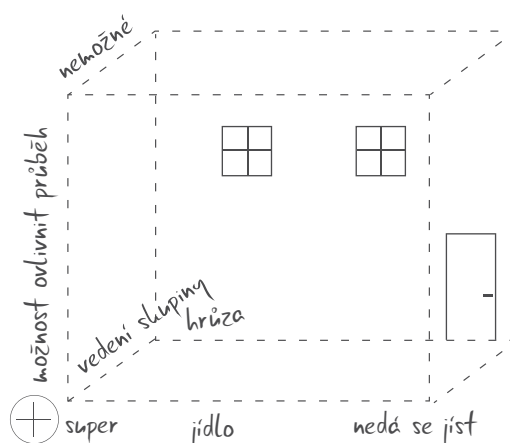 nemožné
možnost ovlivnit průběh
vedení skupiny
hrůza
super
jídlo
nedá se jíst